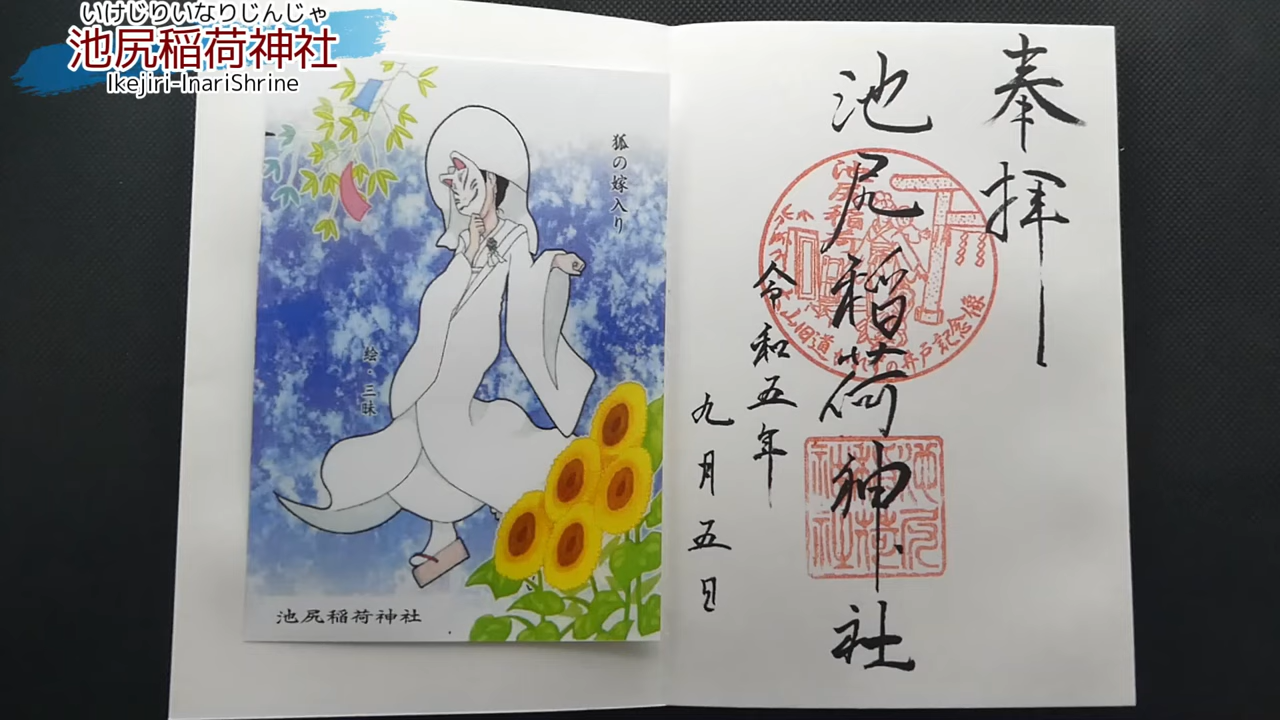 いけじりいなりじんじゃ
池尻稲荷神社
Ikejiri-InariShrine
狐の嫁入り
絵・三昧
池尻稲荷神社
奉拝
池尻稲荷神社
令和五年
九月五日